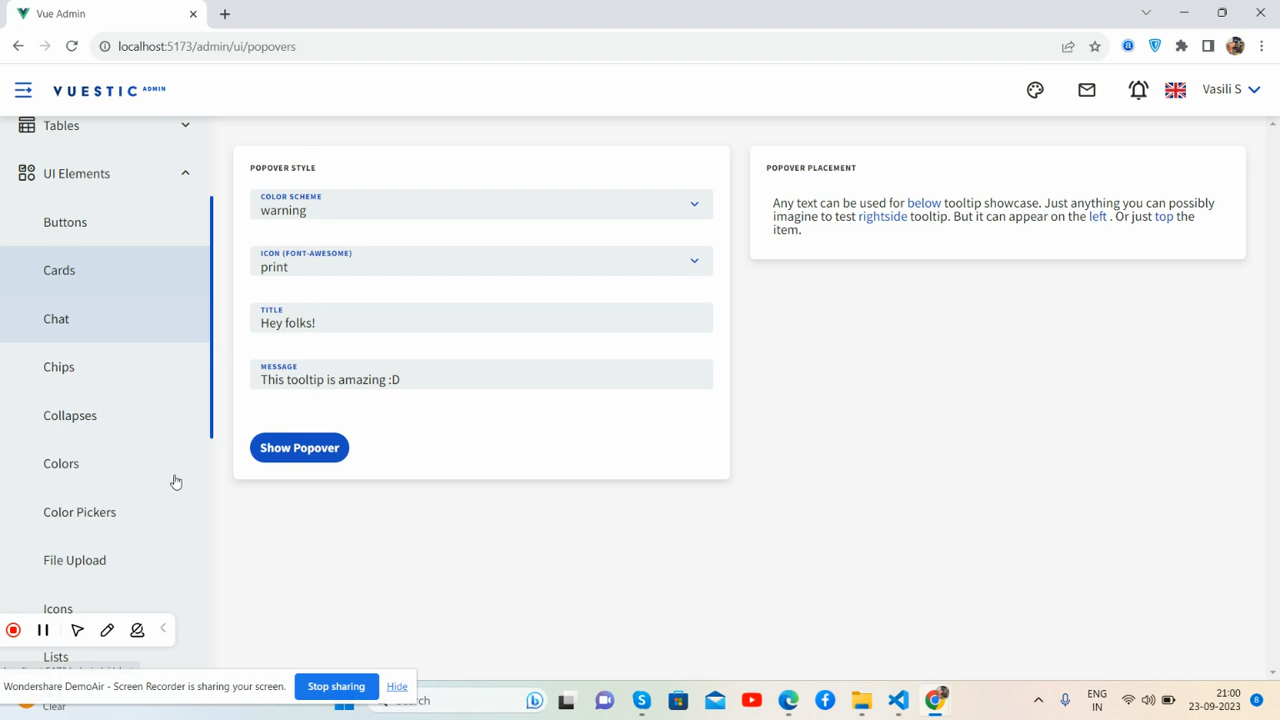 Vue Admin
localhost:5173/admin/ui/popovers
VUESTIC ADMIN
Vasili S
Tables
UI Elements
Buttons
Cards
Chat
Chips
Collapses
Colors
Color Pickers
File Upload
Icons
Lists
POPOVER STYLE
COLOR SCHEME
warning
ICON (FONT-AWESOME)
print
TITLE
Hey folks!
MESSAGE
This tooltip is amazing :D
Show Popover
POPOVER PLACEMENT
Any text can be used for below tooltip showcase. Just anything you can possibly
imagine to test rightside tooltip. But it can appear on the left . Or just top the
item.
Wondershare DemoAir - Screen Recorder is sharing your screen.
Stop sharing
Hide
Clear
Search
ENG
IN
21:00
23-09-2023
8